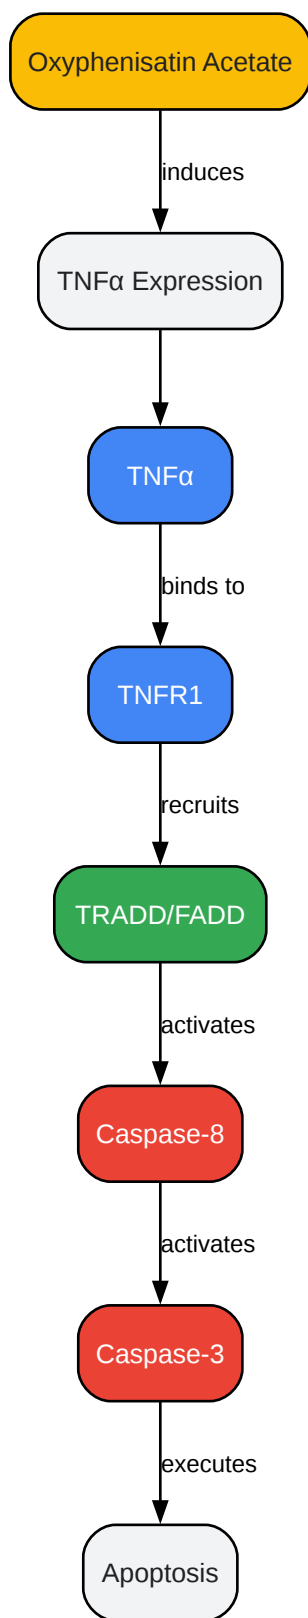 Oxyphenisatin Acetate
induces
TNFα Expression
TNFα
binds to
TNFR1
recruits
TRADD/FADD
activates
Caspase-8
activates
Caspase-3
executes
Apoptosis